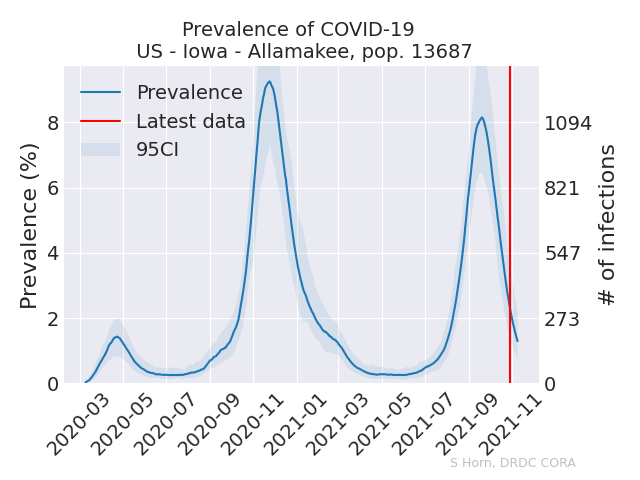 Prevalence of COVID-19
US - Iowa - Allamakee, pop. 13687
Prevalence
Latest data
95CI
Prevalence (%)
8
6
4
2
0
1094
821
547
273
0
# of infections
2020-03
2020-05
2020-07
2020-09
2020-11
2021-01
2021-03
2021-05
2021-07
2021-09
2021-11
S Horn, DRDC CORA